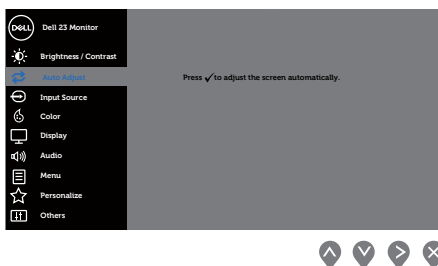 DELL
Dell 23 Monitor
Brightness / Contrast
Auto Adjust
Press ✓to adjust the screen automatically.
Input Source
Color
Display
Audio
Menu
Personalize
Others